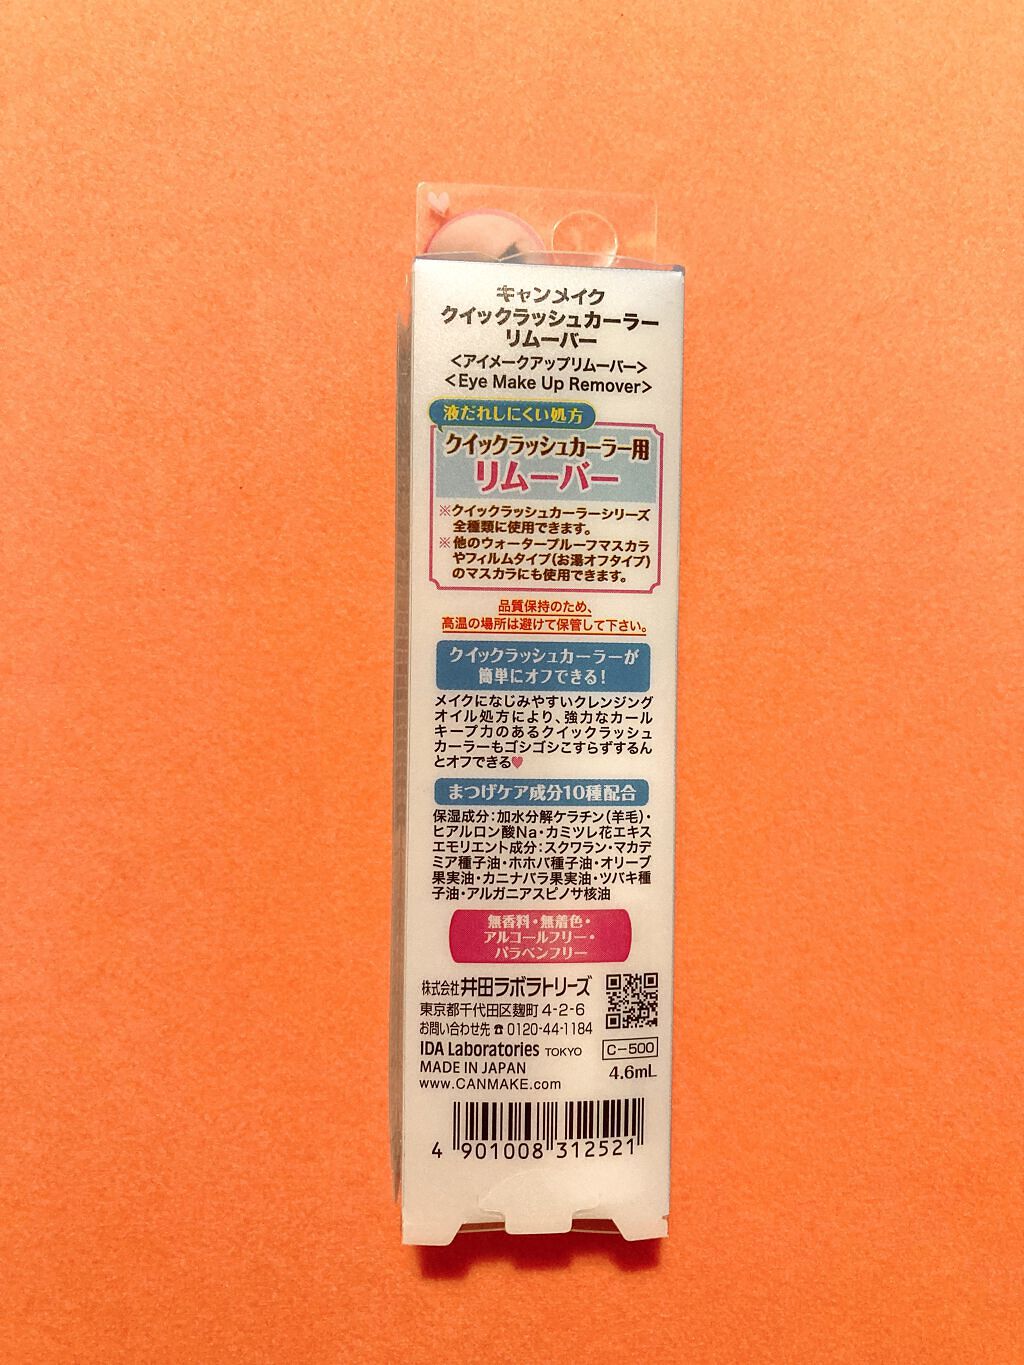 キャンメイク
クイックラッシュカーラー
リムーバー
<アイメークアップリムーバー>
<Eye Make Up Remover>
液だれしにくい処方
クイックラッシュカーラー用
リムーバー
※クイックラッシュカーラーシリーズ
全種類に使用できます。
※他のウォータープルーフマスカラ
やフィルムタイプ(お湯オフタイプ)
のマスカラにも使用できます。
品質保持のため、
高温の場所は避けて保管して下さい。
クイックラッシュカーラーが
簡単にオフできる!
メイクになじみやすいクレンジング
オイル処方により、強力なカール
キープ力のあるクイックラッシュ
カーラーもゴシゴシこすらずするん
とオフできる♥
まつげケア成分10種配合
保湿成分:加水分解ケラチン(羊毛)・
ヒアルロン酸Na・カミツレ花エキス
エモリエント成分:スクワラン・マカデ
ミア種子油・ホホバ種子油・オリーブ
果実油・カニナバラ果実油・ツバキ種
子油・アルガニアスピノサ核油
無香料・無着色・
アルコールフリー・
パラベンフリー
株式会社井田ラボラトリーズ
東京都千代田区麹町4-2-6
お問い合わせ先☎0120-44-1184
IDA Laboratories TOKYO
C-500
MADE IN JAPAN
4.6mL
www.CANMAKE.com
4 901008 312521